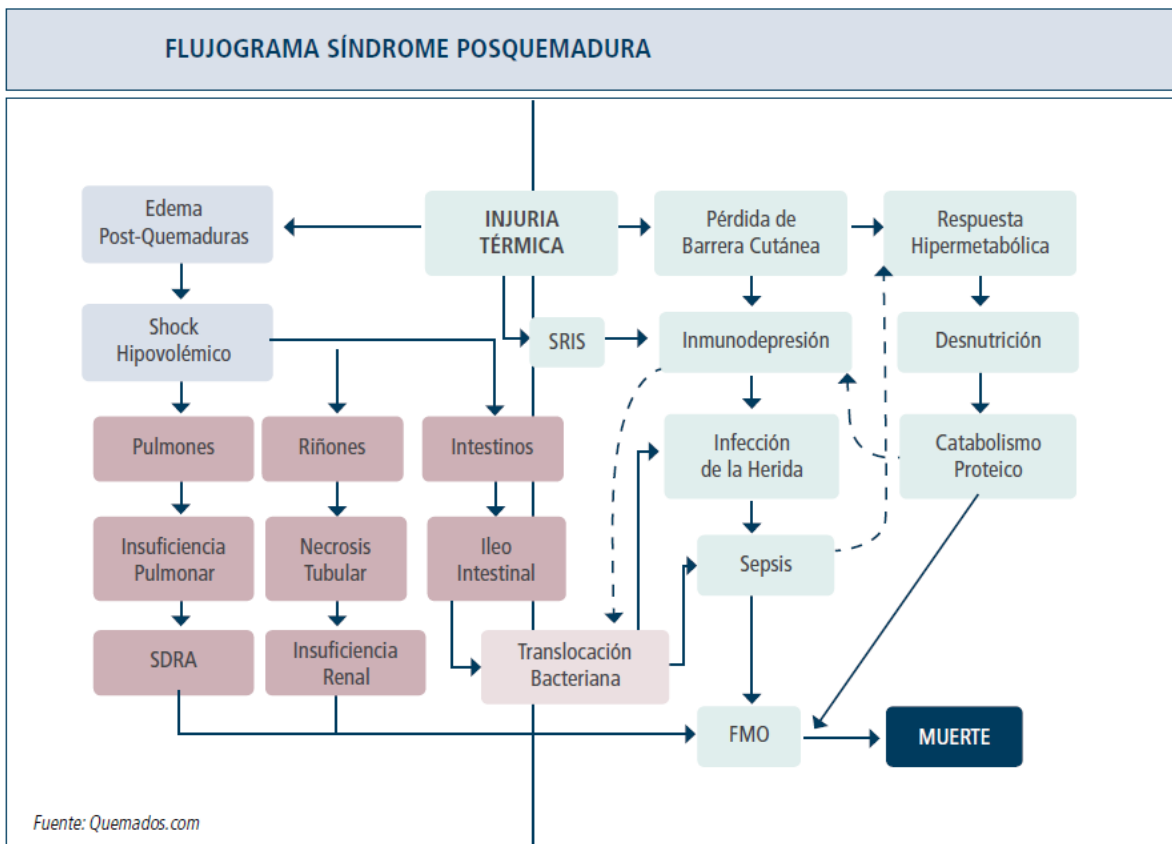 FLUJOGRAMA SÍNDROME POSQUEMADURA
Edema
Post-Quemaduras
INJURIA
TÉRMICA
Pérdida de
Barrera Cutánea
Respuesta
Hipermetabólica
Shock
Hipovolémico
SRIS
Inmunodepresión
Desnutrición
Pulmones
Riñones
Intestinos
Infección
de la Herida
Catabolismo
Proteico
Insuficiencia
Pulmonar
Necrosis
Tubular
Ileo
Intestinal
Sepsis
SDRA
Insuficiencia
Renal
Translocación
Bacteriana
FMO
MUERTE
Fuente: Quemados.com